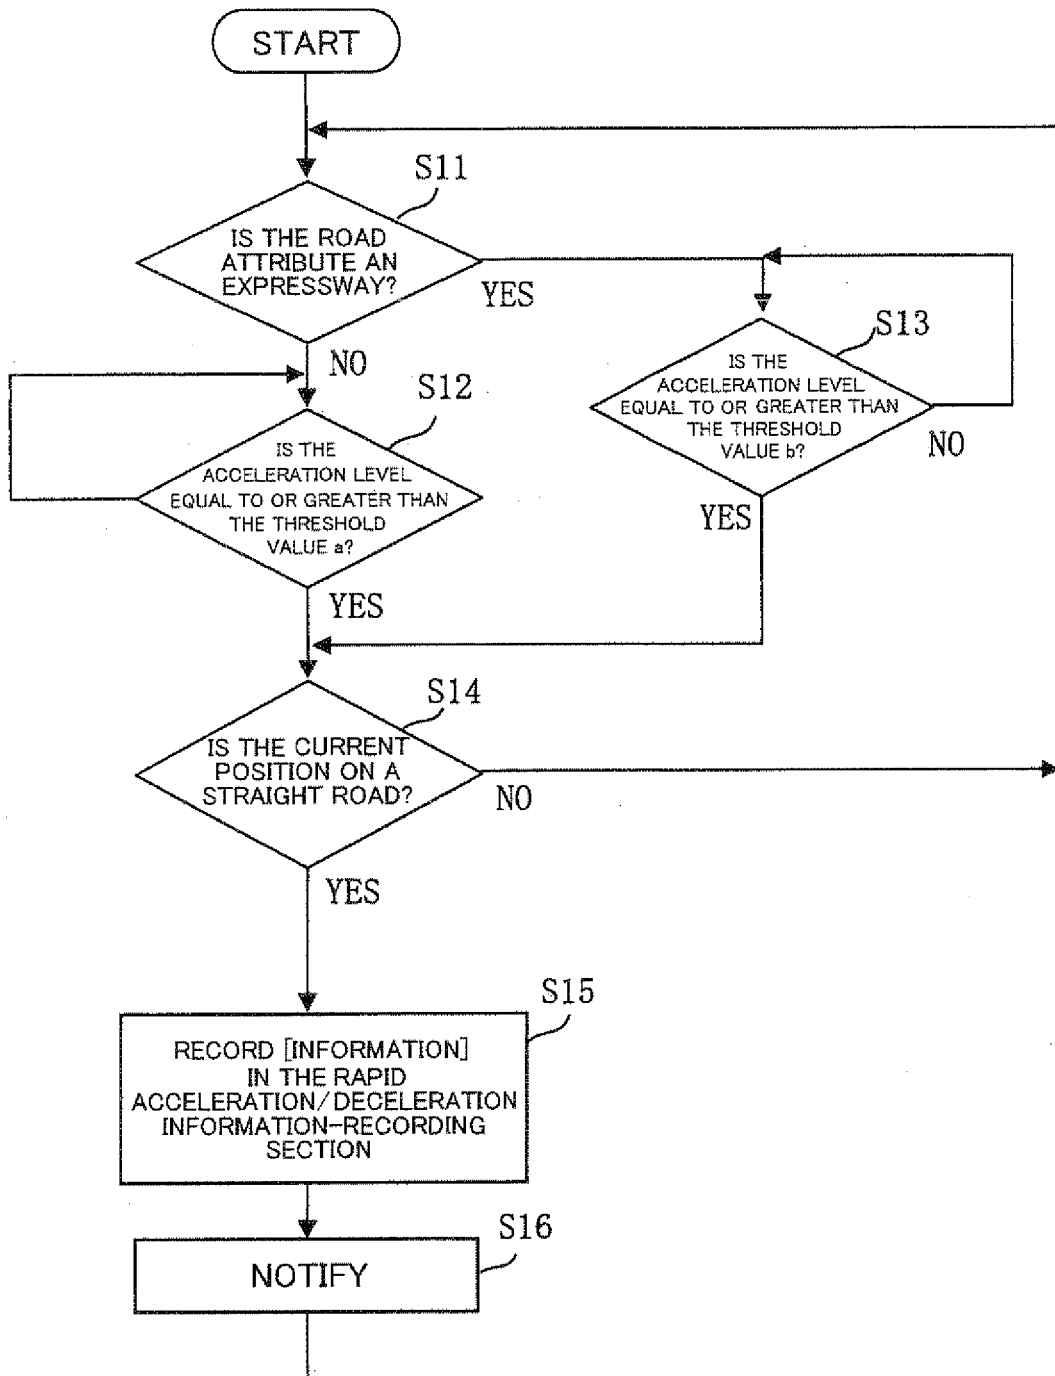 START
S11
IS THE ROAD
ATTRIBUTE AN
EXPRESSWAY?
YES
NO
S13
IS THE
ACCELERATION LEVEL
EQUAL TO OR GREATER THAN
THE THRESHOLD
VALUE b?
NO
YES
S12
IS THE
ACCELERATION LEVEL
EQUAL TO OR GREATER THAN
THE THRESHOLD
VALUE a?
YES
S14
IS THE CURRENT
POSITION ON A
STRAIGHT ROAD?
NO
YES
S15
RECORD [INFORMATION]
IN THE RAPID
ACCELERATION/DECELERATION
INFORMATION-RECORDING
SECTION
S16
NOTIFY